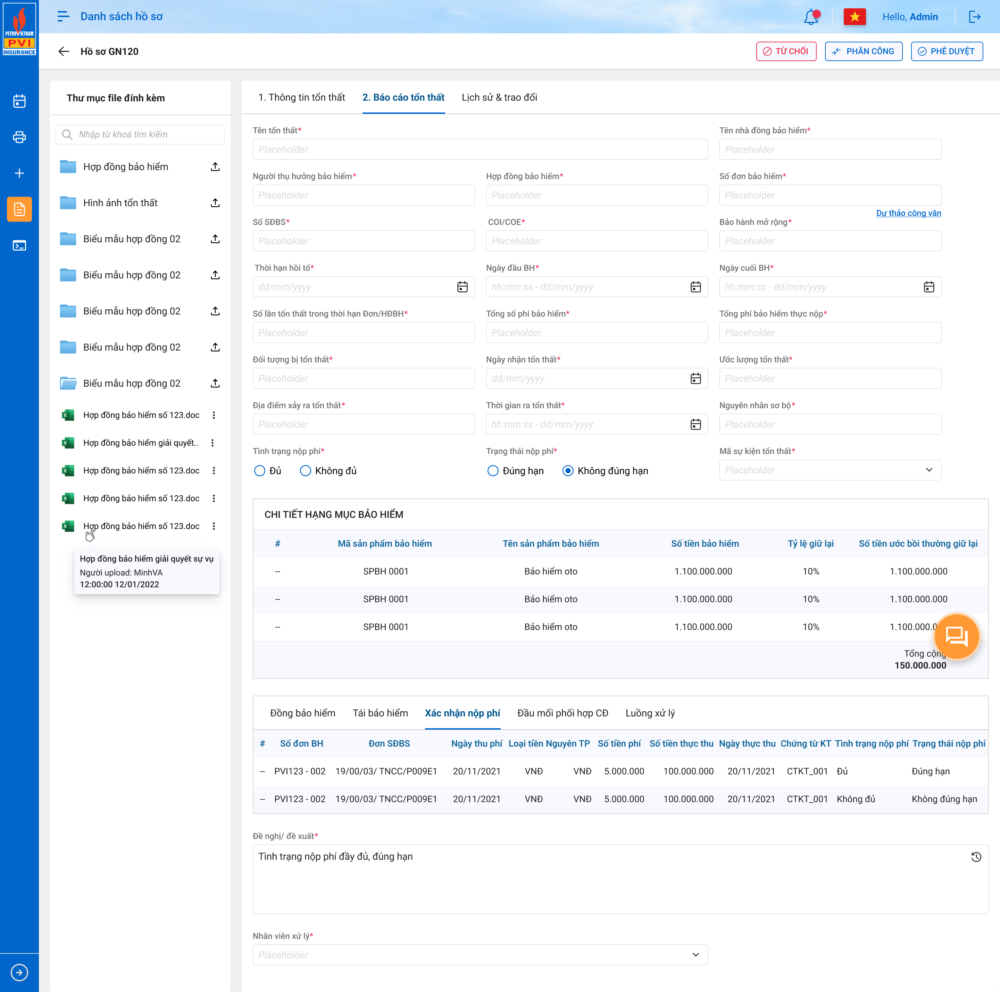 PETROVIETNAM
PVI
INSURANCE
Danh sách hồ sơ
Hello, Admin
Hồ sơ GN120
TỪ CHỐI
PHÂN CÔNG
PHÊ DUYỆT
Thư mục file đính kèm
Nhập từ khoá tìm kiếm
Hợp đồng bảo hiểm
Hình ảnh tổn thất
Biểu mẫu hợp đồng 02
Biểu mẫu hợp đồng 02
Biểu mẫu hợp đồng 02
Biểu mẫu hợp đồng 02
Biểu mẫu hợp đồng 02
Hợp đồng bảo hiểm số 123.doc
Hợp đồng bảo hiểm giải quyết..
Hợp đồng bảo hiểm số 123.doc
Hợp đồng bảo hiểm số 123.doc
Hợp đồng bảo hiểm số 123.doc
Hợp đồng bảo hiểm giải quyết sự vụ
Người upload: MinhVA
12:00:00 12/01/2022
1. Thông tin tổn thất 2. Báo cáo tổn thất Lịch sử & trao đổi
Tên tổn thất* Tên nhà đồng bảo hiểm*
Placeholder Placeholder
Người thụ hưởng bảo hiểm* Hợp đồng bảo hiểm* Số đơn bảo hiểm*
Placeholder Placeholder Placeholder
Dự thảo công văn
Số SĐBS* COI/COE* Bảo hành mở rộng*
Placeholder Placeholder Placeholder
Thời hạn hồi tố* Ngày đầu BH* Ngày cuối BH*
dd/mm/yyyy hh:mm:ss - dd/mm/yyyy hh:mm:ss - dd/mm/yyyy
Số lần tổn thất trong thời hạn Đơn/HĐBH* Tổng số phí bảo hiểm* Tổng phí bảo hiểm thực nộp*
Placeholder Placeholder Placeholder
Đối tượng bị tổn thất* Ngày nhận tổn thất* Ước lượng tổn thất*
Placeholder dd/mm/yyyy Placeholder
Địa điểm xảy ra tổn thất* Thời gian ra tổn thất* Nguyên nhân sơ bộ*
Placeholder hh:mm:ss - dd/mm/yyyy Placeholder
Tình trạng nộp phí* Trạng thái nộp phí* Mã sự kiện tổn thất*
Đủ Không đủ Đúng hạn Không đúng hạn Placeholder
CHI TIẾT HẠNG MỤC BẢO HIỂM
# Mã sản phẩm bảo hiểm Tên sản phẩm bảo hiểm Số tiền bảo hiểm Tỷ lệ giữ lại Số tiền ước bồi thường giữ lại
-- SPBH 0001 Bảo hiểm oto 1.100.000.000 10% 1.100.000.000
-- SPBH 0001 Bảo hiểm oto 1.100.000.000 10% 1.100.000.000
-- SPBH 0001 Bảo hiểm oto 1.100.000.000 10% 1.100.000.0
Tổng cộng
150.000.000
Đồng bảo hiểm Tái bảo hiểm Xác nhận nộp phí Đầu mối phối hợp CĐ Luồng xử lý
# Số đơn BH Đơn SĐBS Ngày thu phí Loại tiền Nguyên TP Số tiền phí Số tiền thực thu Ngày thực thu Chứng từ KT Tình trạng nộp phí Trạng thái nộp phí
-- PVI123 - 002 19/00/03/ TNCC/P009E1 20/11/2021 VNĐ VNĐ 5.000.000 100.000.000 20/11/2021 CTKT_001 Đủ Đúng hạn
-- PVI123 - 002 19/00/03/ TNCC/P009E1 20/11/2021 VNĐ VNĐ 5.000.000 100.000.000 20/11/2021 CTKT_001 Không đủ Không đúng hạn
Đề nghị/ đề xuất*
Tình trạng nộp phí đầy đủ, đúng hạn
Nhân viên xử lý*
Placeholder